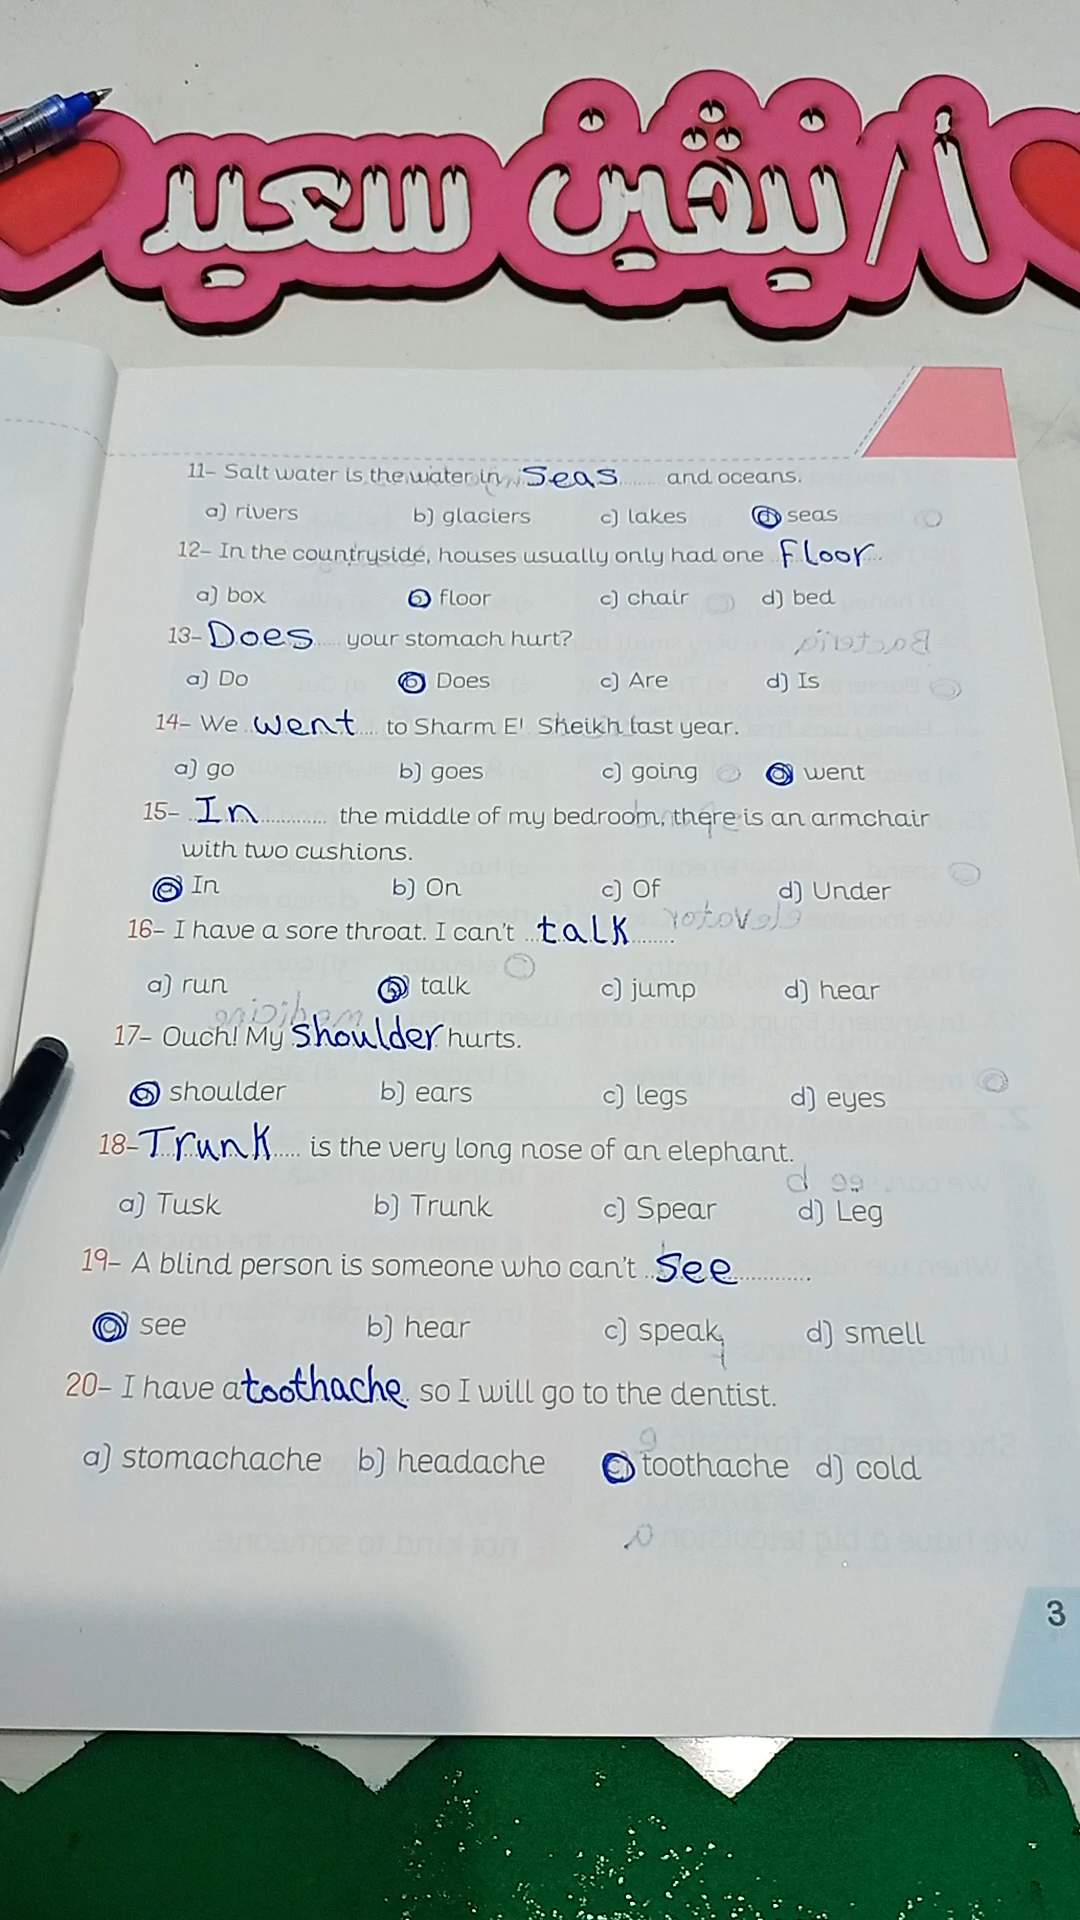 أ/نيفين سعيد
11- Salt water is the water in Seas and oceans.
a) rivers b) glaciers c) lakes d) seas
12- In the countryside, houses usually only had one Floor.
a) box b) floor c) chair d) bed
13- Does your stomach hurt?
a) Do b) Does c) Are d) Is
14- We went to Sharm E! Sheikh last year.
a) go b) goes c) going d) went
15- In the middle of my bedroom, there is an armchair
with two cushions.
a) In b) On c) Of d) Under
16- I have a sore throat. I can't talk
a) run b) talk c) jump d) hear
17- Ouch! My shoulder hurts.
a) shoulder b) ears c) legs d) eyes
18- Trunk is the very long nose of an elephant.
a) Tusk b) Trunk c) Spear d) Leg
19- A blind person is someone who can't See
a) see b) hear c) speak d) smell
20- I have a toothache so I will go to the dentist.
a) stomachache b) headache c) toothache d) cold
3